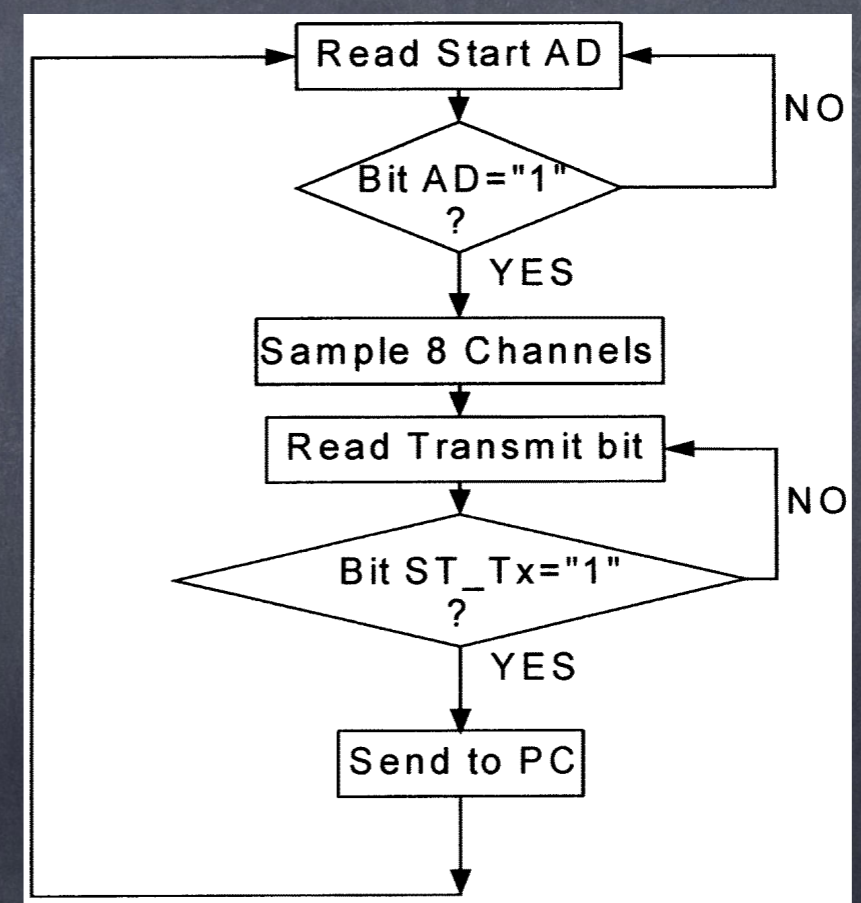 Read Start AD
NO
Bit AD="1"
?
YES
Sample 8 Channels
Read Transmit bit
NO
Bit ST_Tx="1"
?
YES
Send to PC